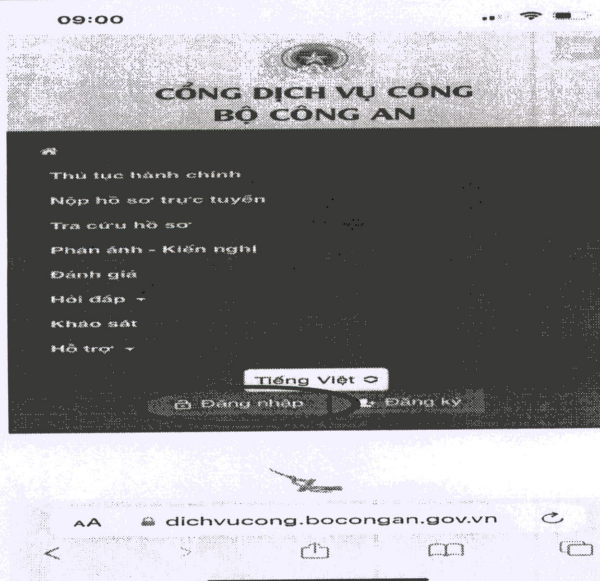 09:00
CỔNG DỊCH VỤ CÔNG
BỘ CÔNG AN
Thủ tục hành chính
Nộp hồ sơ trực tuyến
Tra cứu hồ sơ
Phản ánh - Kiến nghị
Đánh giá
Hỏi đáp
Khảo sát
Hỗ trợ
Tiếng Việt
Đăng nhập Đăng ký
AA dichvucong.bocongan.gov.vn